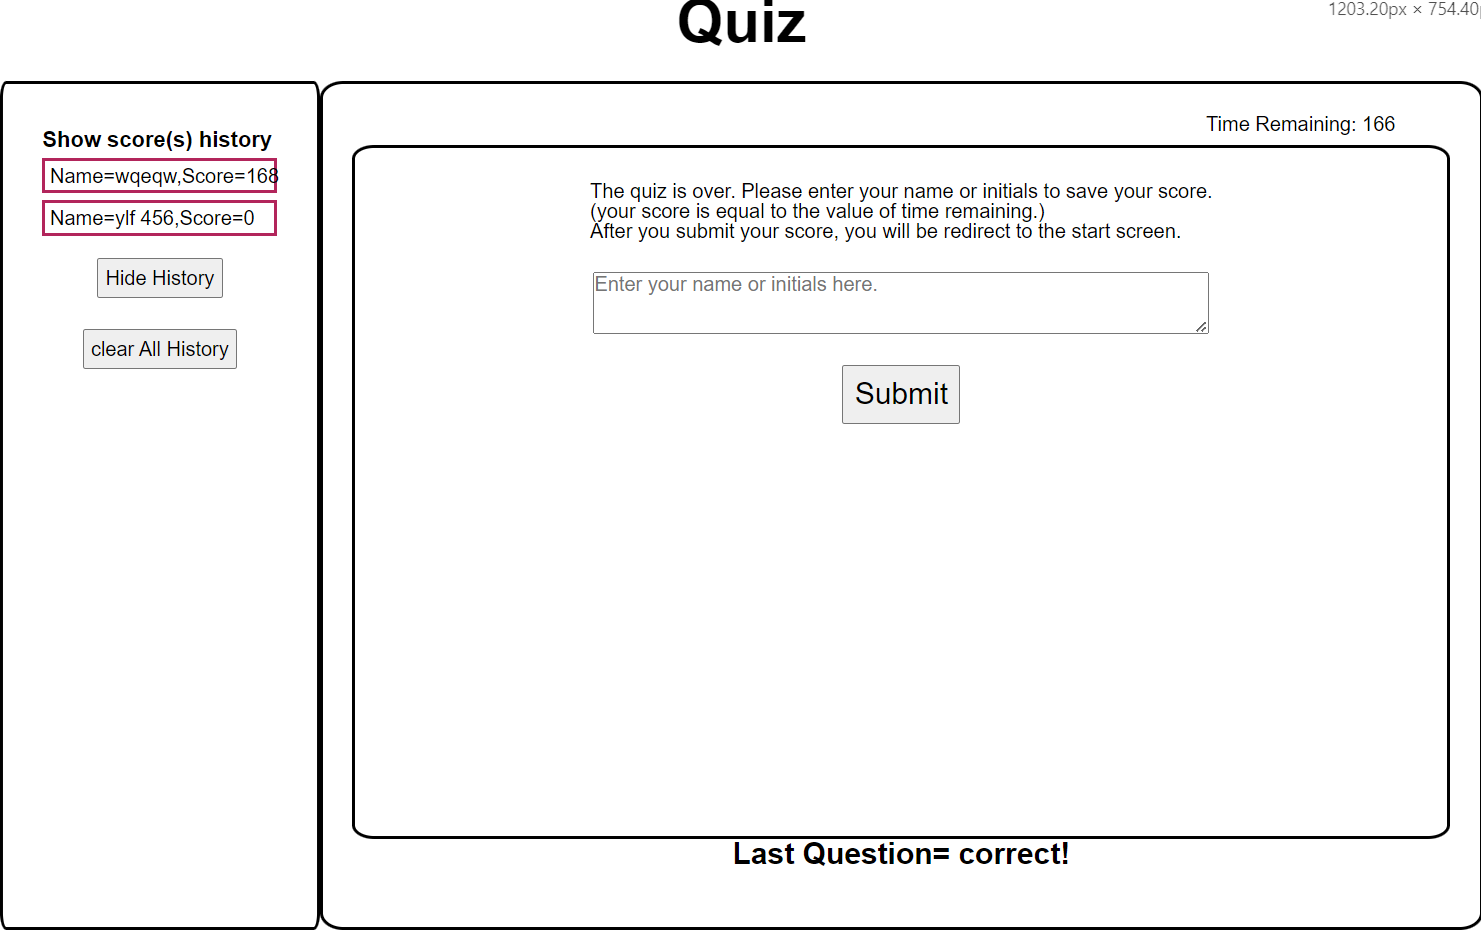 Quiz
1203.20px × 754.40
Show score(s) history
Name=wqeqw,Score=168
Name=ylf 456,Score=0
Hide History
clear All History
Time Remaining: 166
The quiz is over. Please enter your name or initials to save your score.
(your score is equal to the value of time remaining.)
After you submit your score, you will be redirect to the start screen.
Enter your name or initials here.
Submit
Last Question= correct!